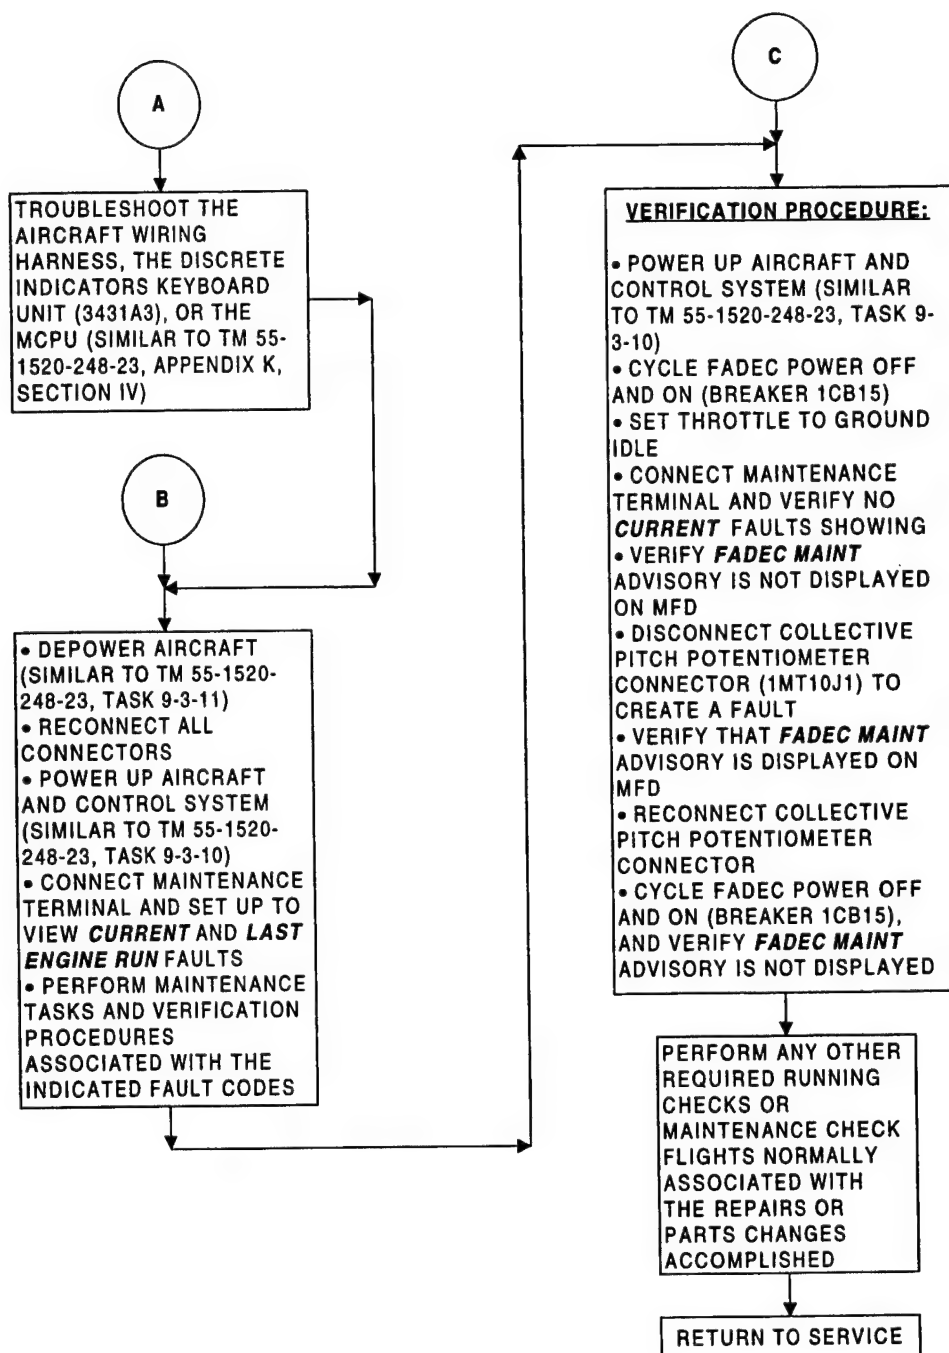 A
TROUBLESHOOT THE
AIRCRAFT WIRING
HARNESS, THE DISCRETE
INDICATORS KEYBOARD
UNIT (3431A3), OR THE
MCPU (SIMILAR TO TM 55-
1520-248-23, APPENDIX K,
SECTION IV)
B
• DEPOWER AIRCRAFT
(SIMILAR TO TM 55-1520-
248-23, TASK 9-3-11)
• RECONNECT ALL
CONNECTORS
• POWER UP AIRCRAFT
AND CONTROL SYSTEM
(SIMILAR TO TM 55-1520-
248-23, TASK 9-3-10)
• CONNECT MAINTENANCE
TERMINAL AND SET UP TO
VIEW CURRENT AND LAST
ENGINE RUN FAULTS
• PERFORM MAINTENANCE
TASKS AND VERIFICATION
PROCEDURES
ASSOCIATED WITH THE
INDICATED FAULT CODES
C
VERIFICATION PROCEDURE:
• POWER UP AIRCRAFT AND
CONTROL SYSTEM (SIMILAR
TO TM 55-1520-248-23, TASK 9-
3-10)
• CYCLE FADEC POWER OFF
AND ON (BREAKER 1CB15)
• SET THROTTLE TO GROUND
IDLE
• CONNECT MAINTENANCE
TERMINAL AND VERIFY NO
CURRENT FAULTS SHOWING
• VERIFY FADEC MAINT
ADVISORY IS NOT DISPLAYED
ON MFD
• DISCONNECT COLLECTIVE
PITCH POTENTIOMETER
CONNECTOR (1MT10J1) TO
CREATE A FAULT
• VERIFY THAT FADEC MAINT
ADVISORY IS DISPLAYED ON
MFD
• RECONNECT COLLECTIVE
PITCH POTENTIOMETER
CONNECTOR
• CYCLE FADEC POWER OFF
AND ON (BREAKER 1CB15),
AND VERIFY FADEC MAINT
ADVISORY IS NOT DISPLAYED
PERFORM ANY OTHER
REQUIRED RUNNING
CHECKS OR
MAINTENANCE CHECK
FLIGHTS NORMALLY
ASSOCIATED WITH
THE REPAIRS OR
PARTS CHANGES
ACCOMPLISHED
RETURN TO SERVICE